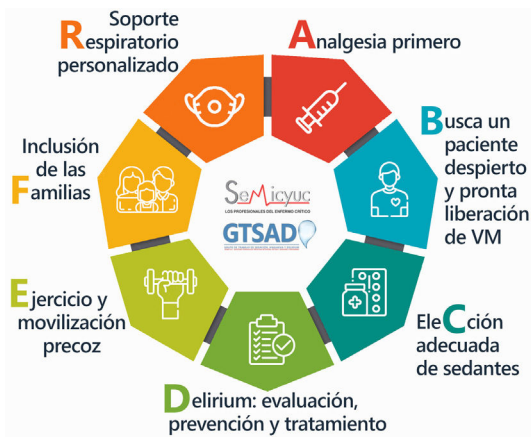 Soporte
Respiratorio
personalizado
Analgesia primero
Busca un
paciente
despierto
y pronta
liberación
de VM
EleCción
adecuada
de sedantes
Delirium: evaluación,
prevención y tratamiento
Ejercicio y
movilización
precoz
Inclusión
de las
Familias
SeMicyuc
LOS PROFESIONALES DEL ENFERMO CRÍTICO
GTSAD